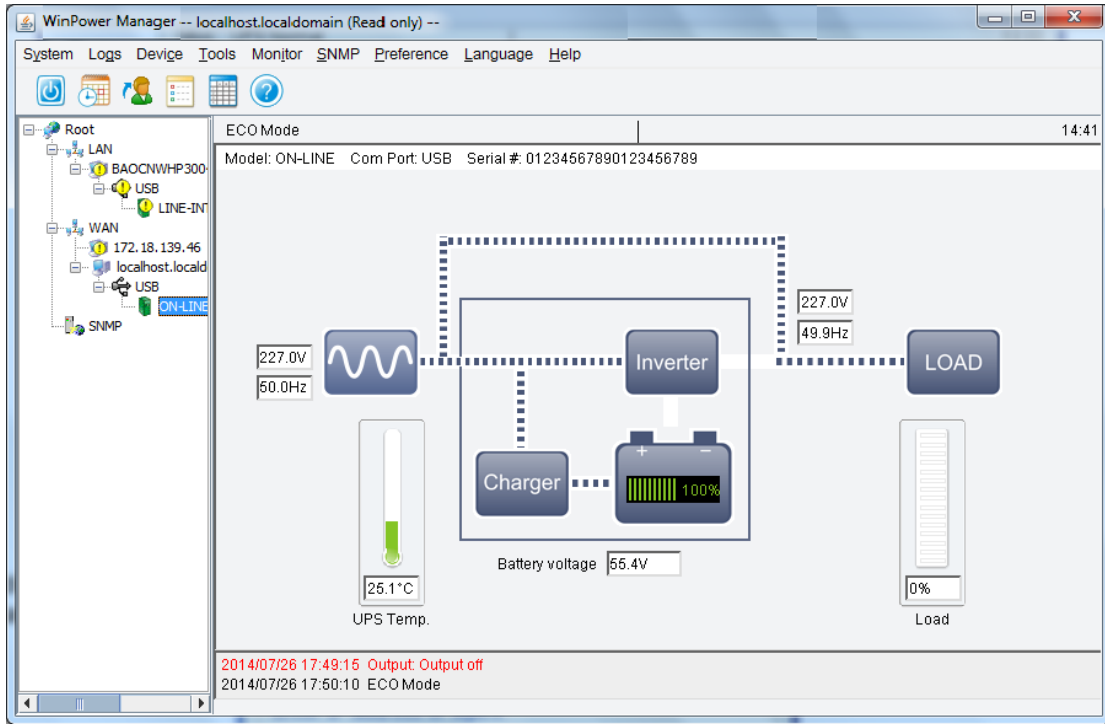 WinPower Manager -- localhost.localdomain (Read only) --
System Logs Device Tools Monitor SNMP Preference Language Help
Root
LAN
BAOCNWHP300-
USB
LINE-INT
WAN
172.18.139.46
localhost.locald
USB
ON-LINE
SNMP
ECO Mode 14:41
Model: ON-LINE Com Port: USB Serial #: 01234567890123456789
227.0V
49.9Hz
227.0V
50.0Hz
Inverter
LOAD
Charger
+ −
100%
Battery voltage 55.4V
25.1°C
UPS Temp.
0%
Load
2014/07/26 17:49:15 Output: Output off
2014/07/26 17:50:10 ECO Mode